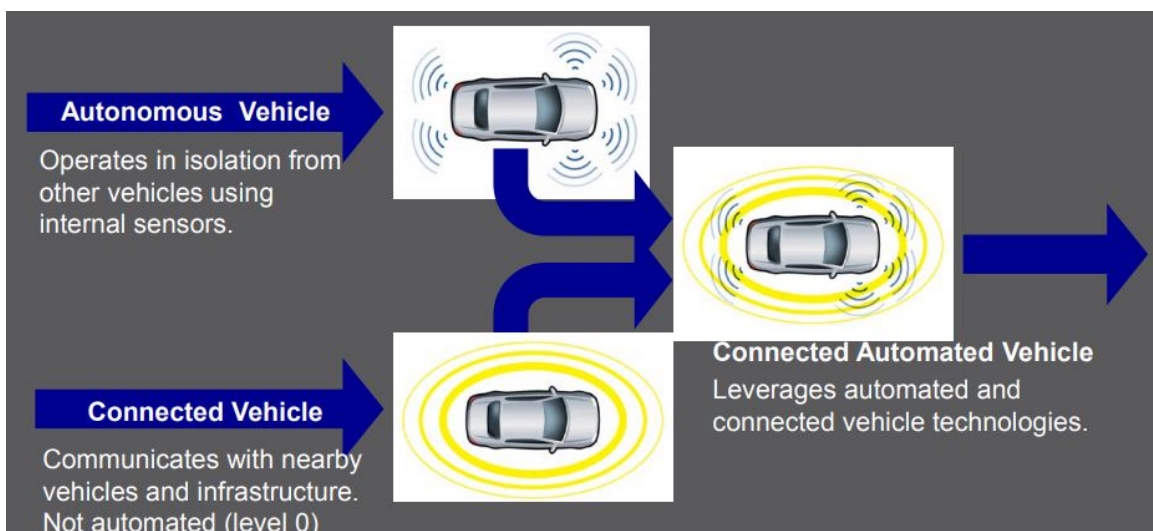 Autonomous Vehicle
Operates in isolation from
other vehicles using
internal sensors.
Connected Automated Vehicle
Leverages automated and
connected vehicle technologies.
Connected Vehicle
Communicates with nearby
vehicles and infrastructure.
Not automated (level 0)